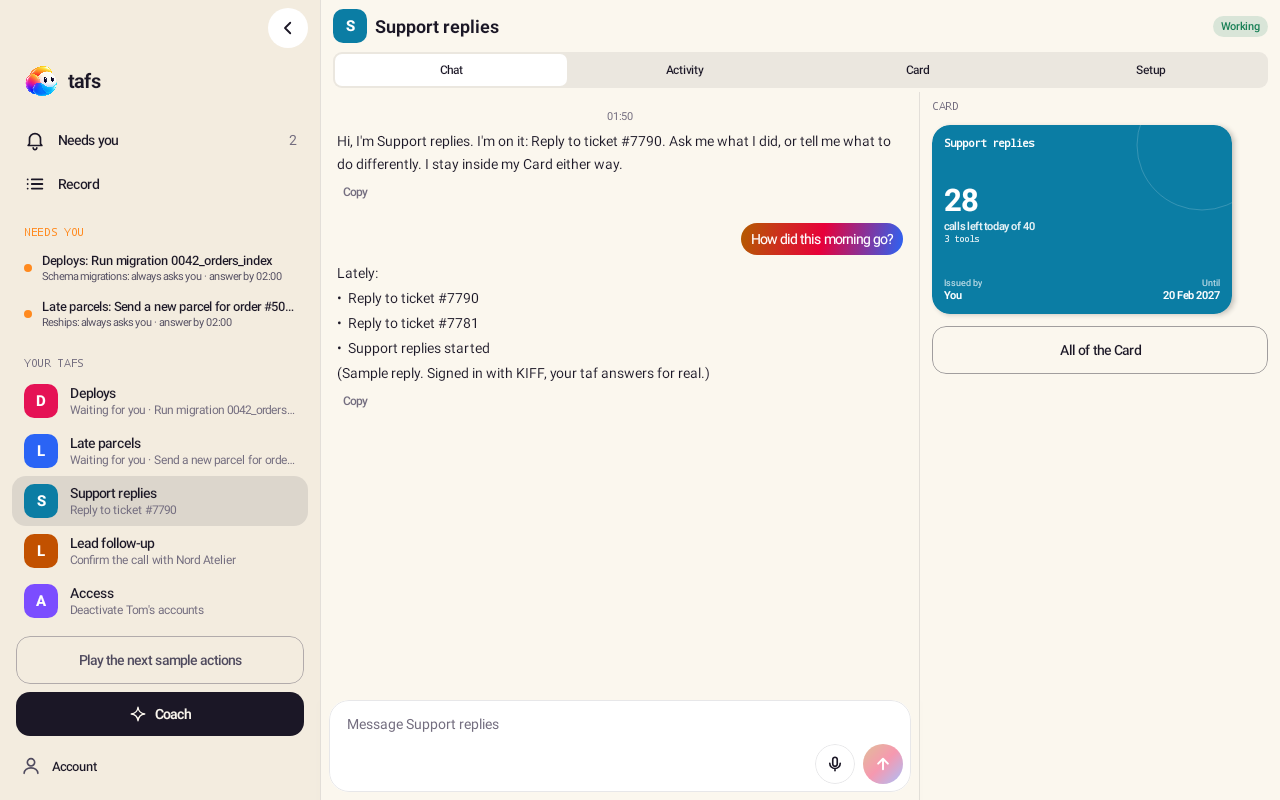 tafs
Needs you 2
Record
NEEDS YOU
Deploys: Run migration 0042_orders_index
Schema migrations: always asks you · answer by 02:00
Late parcels: Send a new parcel for order #50…
Reships: always asks you · answer by 02:00
YOUR TAFS
D Deploys
Waiting for you · Run migration 0042_orders…
L Late parcels
Waiting for you · Send a new parcel for orde…
S Support replies
Reply to ticket #7790
L Lead follow-up
Confirm the call with Nord Atelier
A Access
Deactivate Tom's accounts
Play the next sample actions
Coach
Account
S Support replies
Working
Chat Activity Card Setup
01:50
Hi, I'm Support replies. I'm on it: Reply to ticket #7790. Ask me what I did, or tell me what to
do differently. I stay inside my Card either way.
Copy
How did this morning go?
Lately:
• Reply to ticket #7790
• Reply to ticket #7781
• Support replies started
(Sample reply. Signed in with KIFF, your taf answers for real.)
Copy
Message Support replies
CARD
Support replies
28
calls left today of 40
3 tools
Issued by Until
You 20 Feb 2027
All of the Card